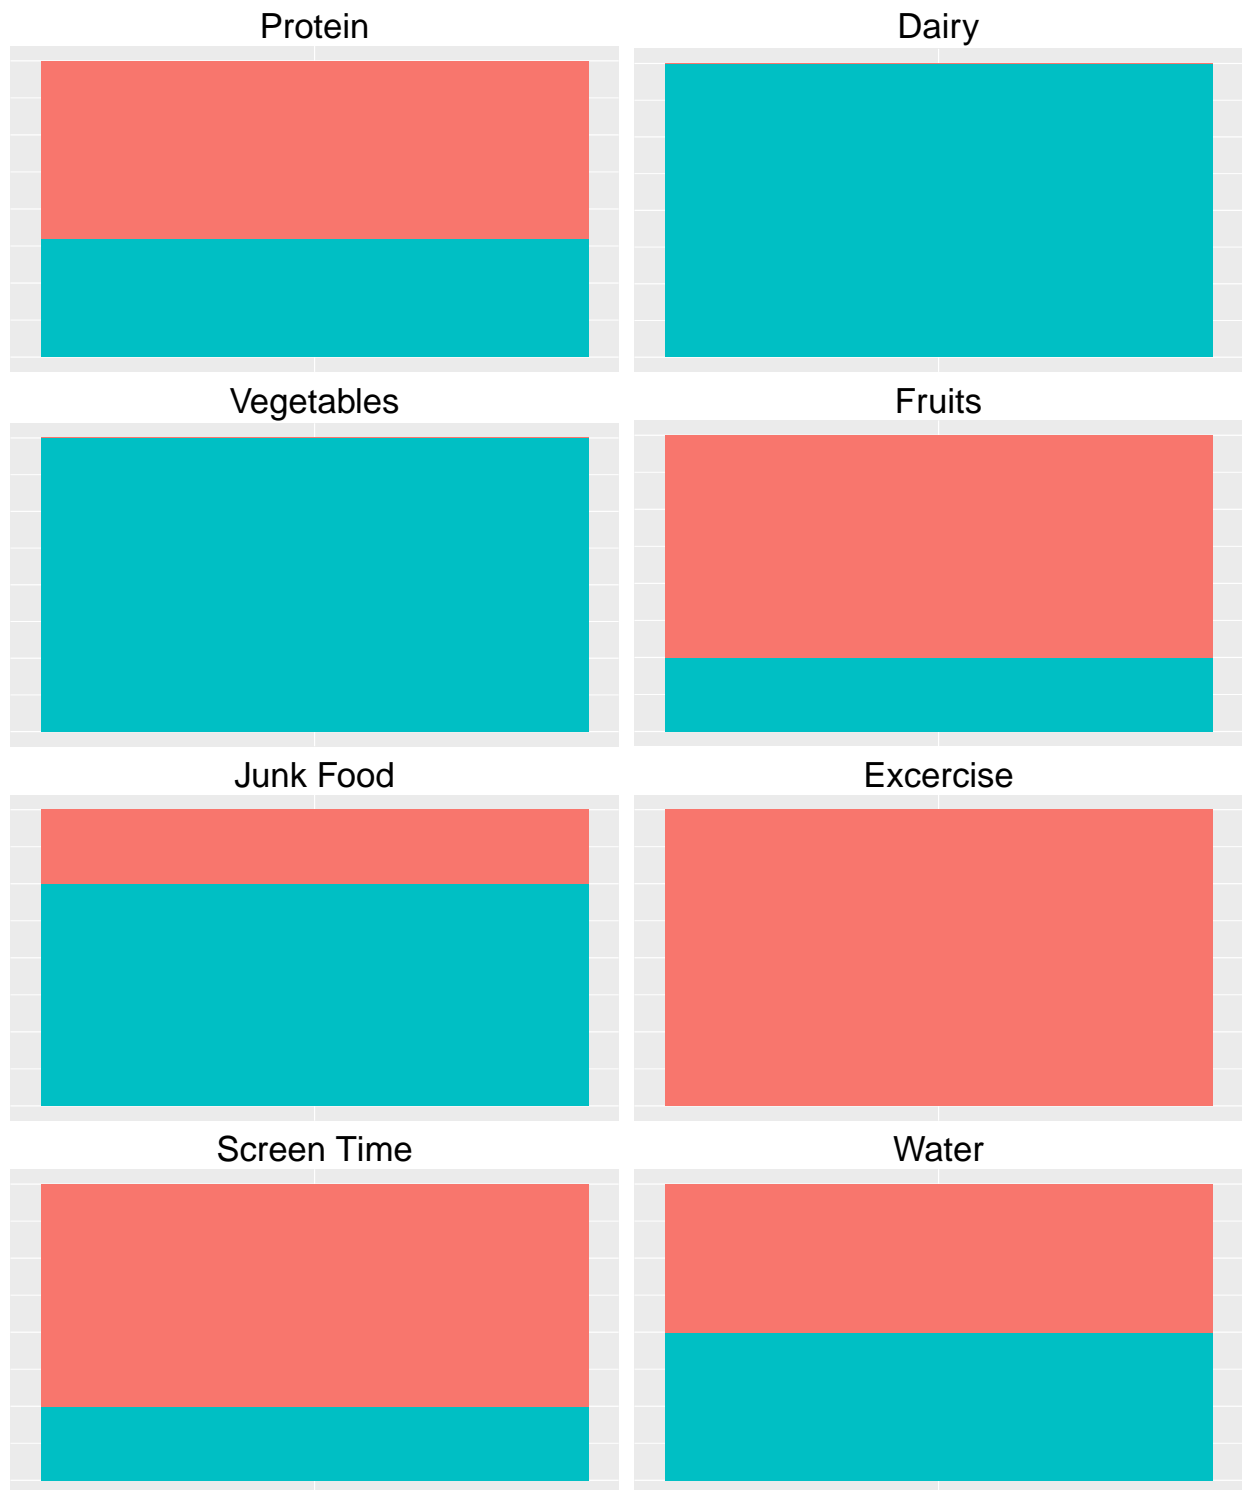 Protein
Dairy
Vegetables
Fruits
Junk Food
Excercise
Screen Time
Water